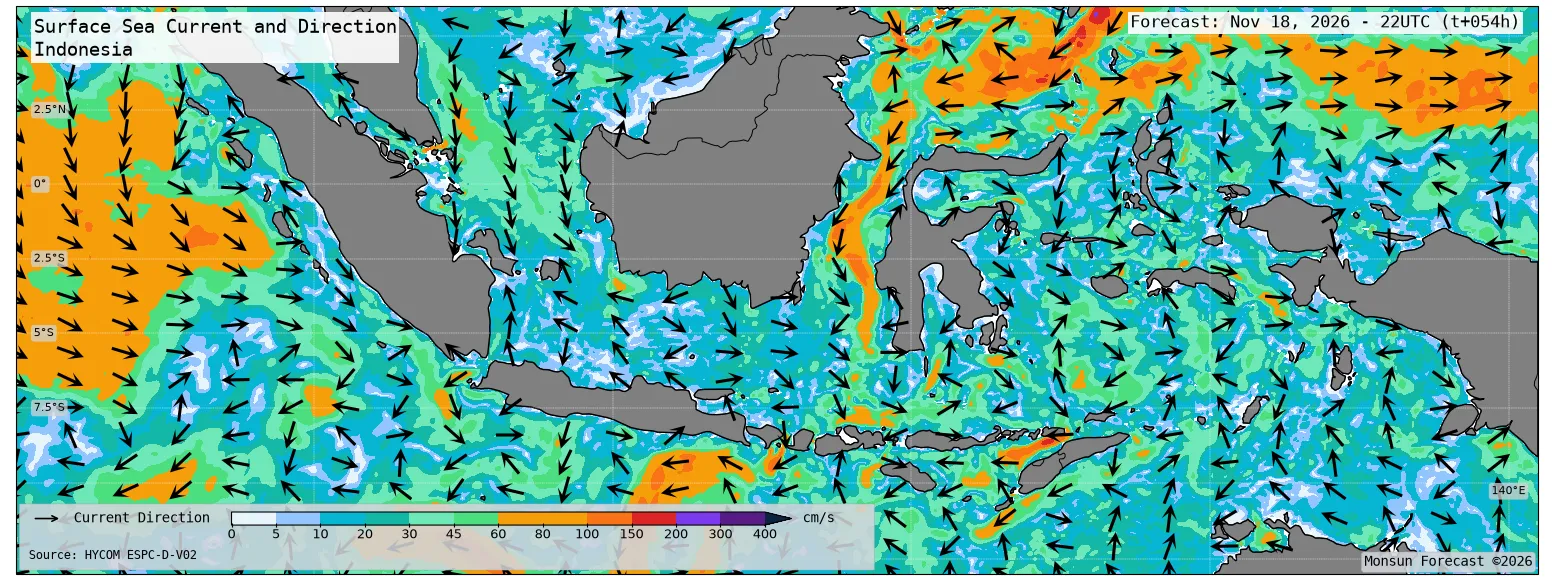 Surface Sea Current and Direction
Indonesia
Forecast: Nov 18, 2026 - 22UTC (t+054h)
2.5°N
0°
2.5°S
5°S
7.5°S
140°E
Current Direction
0 5 10 20 30 45 60 80 100 150 200 300 400 cm/s
Source: HYCOM ESPC-D-V02
Monsun Forecast ©2026